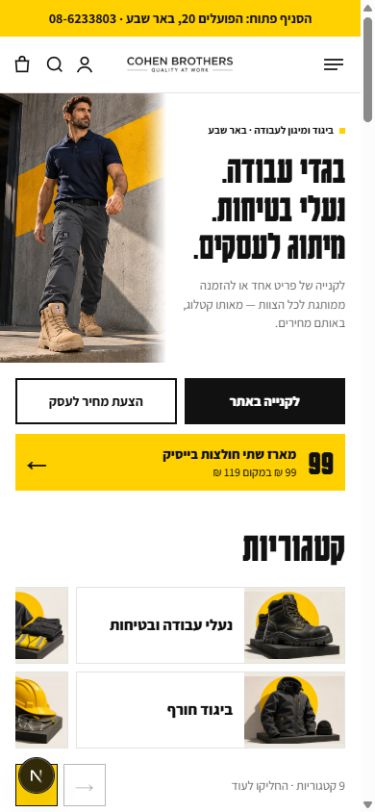 הסניף פתוח: הפועלים 20, באר שבע · 08-6233803
COHEN BROTHERS
QUALITY AT WORK
ביגוד ומיגון לעבודה · באר שבע
בגדי עבודה.
נעלי בטיחות.
מיתוג לעסקים.
לקנייה של פריט אחד או להזמנה
ממותגת לכל הצוות — מאותו קטלוג,
באותם מחירים.
לקנייה באתר
הצעת מחיר לעסק
99
מארז שתי חולצות בייסיק
99 ₪ במקום 119 ₪
←
קטגוריות
נעלי עבודה ובטיחות
ביגוד חורף
9 קטגוריות · החליקו לעוד
→
N